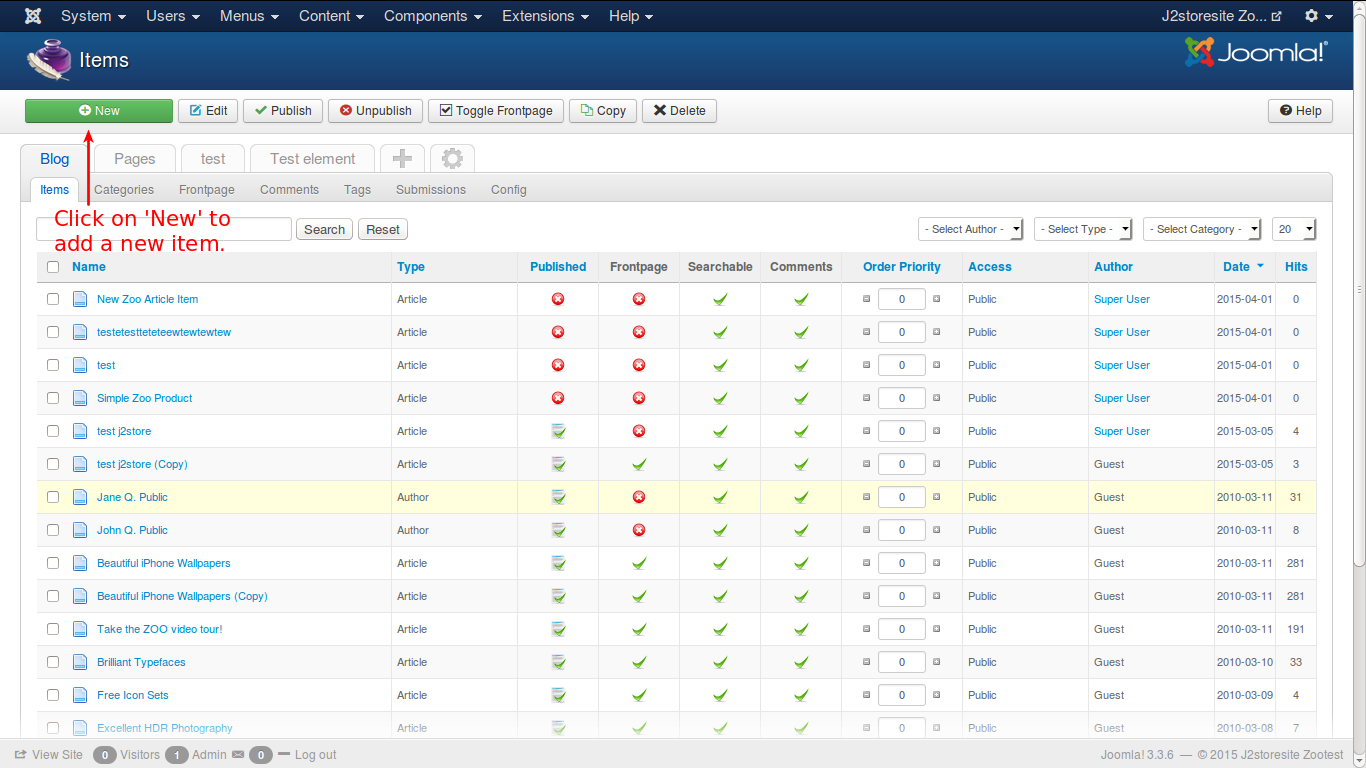 System Users Menus Content Components Extensions Help J2storesite Zo...
Items Joomla!®
New Edit Publish Unpublish Toggle Frontpage Copy Delete Help
Blog Pages test Test element
Items Categories Frontpage Comments Tags Submissions Config
Click on 'New' to
add a new item.
Search Reset - Select Author - - Select Type - - Select Category - 20
Name Type Published Frontpage Searchable Comments Order Priority Access Author Date Hits
New Zoo Article Item Article 0 Public Super User 2015-04-01 0
testetestteteteewtewtewtew Article 0 Public Super User 2015-04-01 0
test Article 0 Public Super User 2015-04-01 0
Simple Zoo Product Article 0 Public Super User 2015-04-01 0
test j2store Article 0 Public Super User 2015-03-05 4
test j2store (Copy) Article 0 Public Guest 2015-03-05 3
Jane Q. Public Author 0 Public Guest 2010-03-11 31
John Q. Public Author 0 Public Guest 2010-03-11 8
Beautiful iPhone Wallpapers Article 0 Public Guest 2010-03-11 281
Beautiful iPhone Wallpapers (Copy) Article 0 Public Guest 2010-03-11 281
Take the ZOO video tour! Article 0 Public Guest 2010-03-11 191
Brilliant Typefaces Article 0 Public Guest 2010-03-10 33
Free Icon Sets Article 0 Public Guest 2010-03-09 4
Excellent HDR Photography Article 0 Public Guest 2010-03-08 7
View Site 0 Visitors 1 Admin 0 Log out Joomla! 3.3.6 — © 2015 J2storesite Zootest